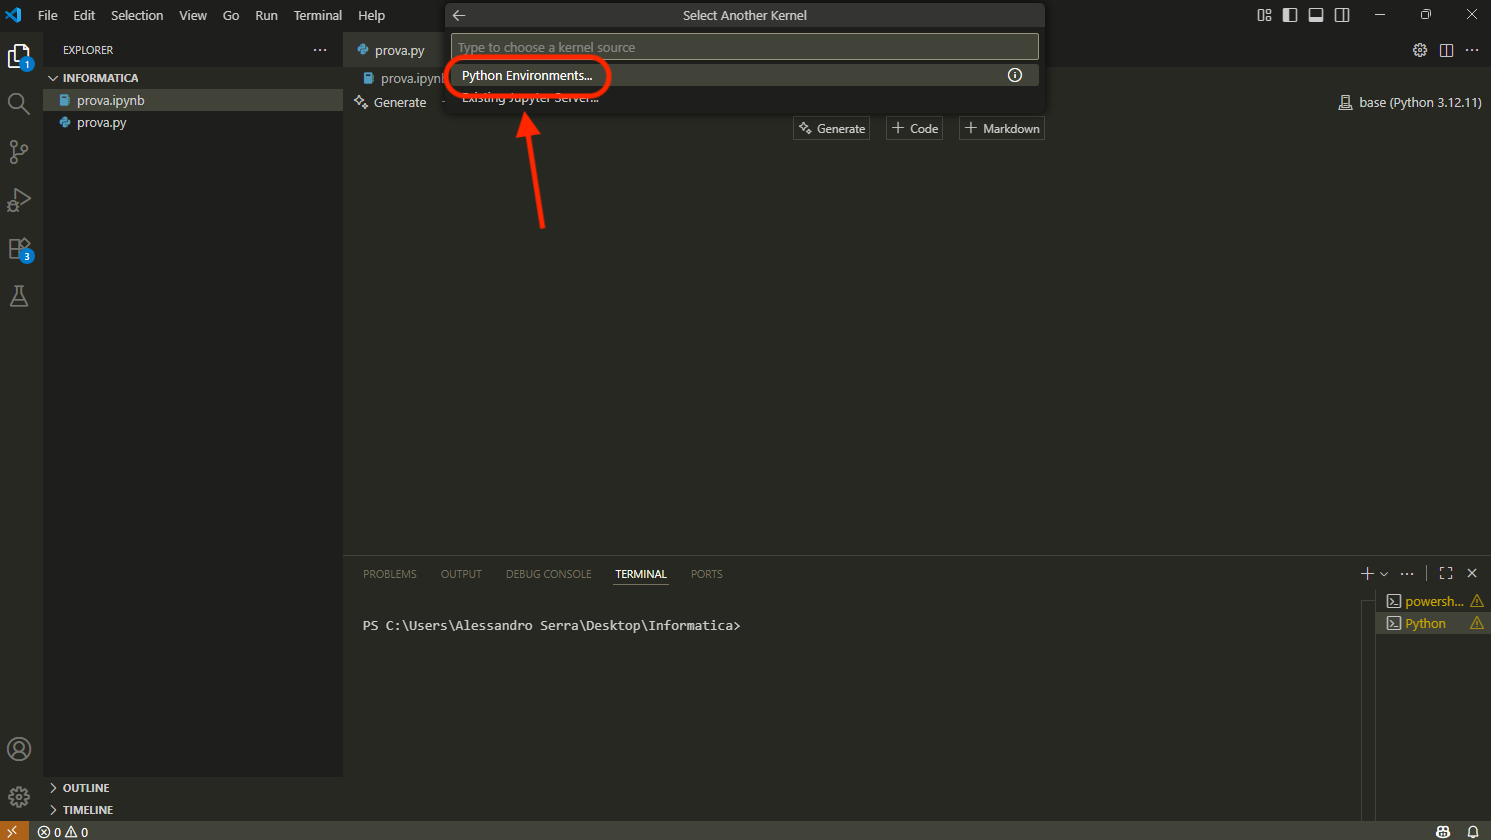 File Edit Selection View Go Run Terminal Help
Select Another Kernel
Type to choose a kernel source
Python Environments...
Existing Jupyter Server...
EXPLORER
INFORMATICA
prova.ipynb
prova.py
1
3
prova.py
prova.ipynb
Generate
base (Python 3.12.11)
Generate
Code
Markdown
PROBLEMS OUTPUT DEBUG CONSOLE TERMINAL PORTS
PS C:\Users\Alessandro Serra\Desktop\Informatica>
powersh...
Python
OUTLINE
TIMELINE
0 0